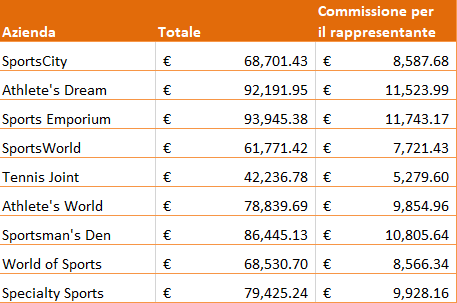 Azienda Totale Commissione per il rappresentante
SportsCity € 68,701.43 € 8,587.68
Athlete's Dream € 92,191.95 € 11,523.99
Sports Emporium € 93,945.38 € 11,743.17
SportsWorld € 61,771.42 € 7,721.43
Tennis Joint € 42,236.78 € 5,279.60
Athlete's World € 78,839.69 € 9,854.96
Sportsman's Den € 86,445.13 € 10,805.64
World of Sports € 68,530.70 € 8,566.34
Specialty Sports € 79,425.24 € 9,928.16